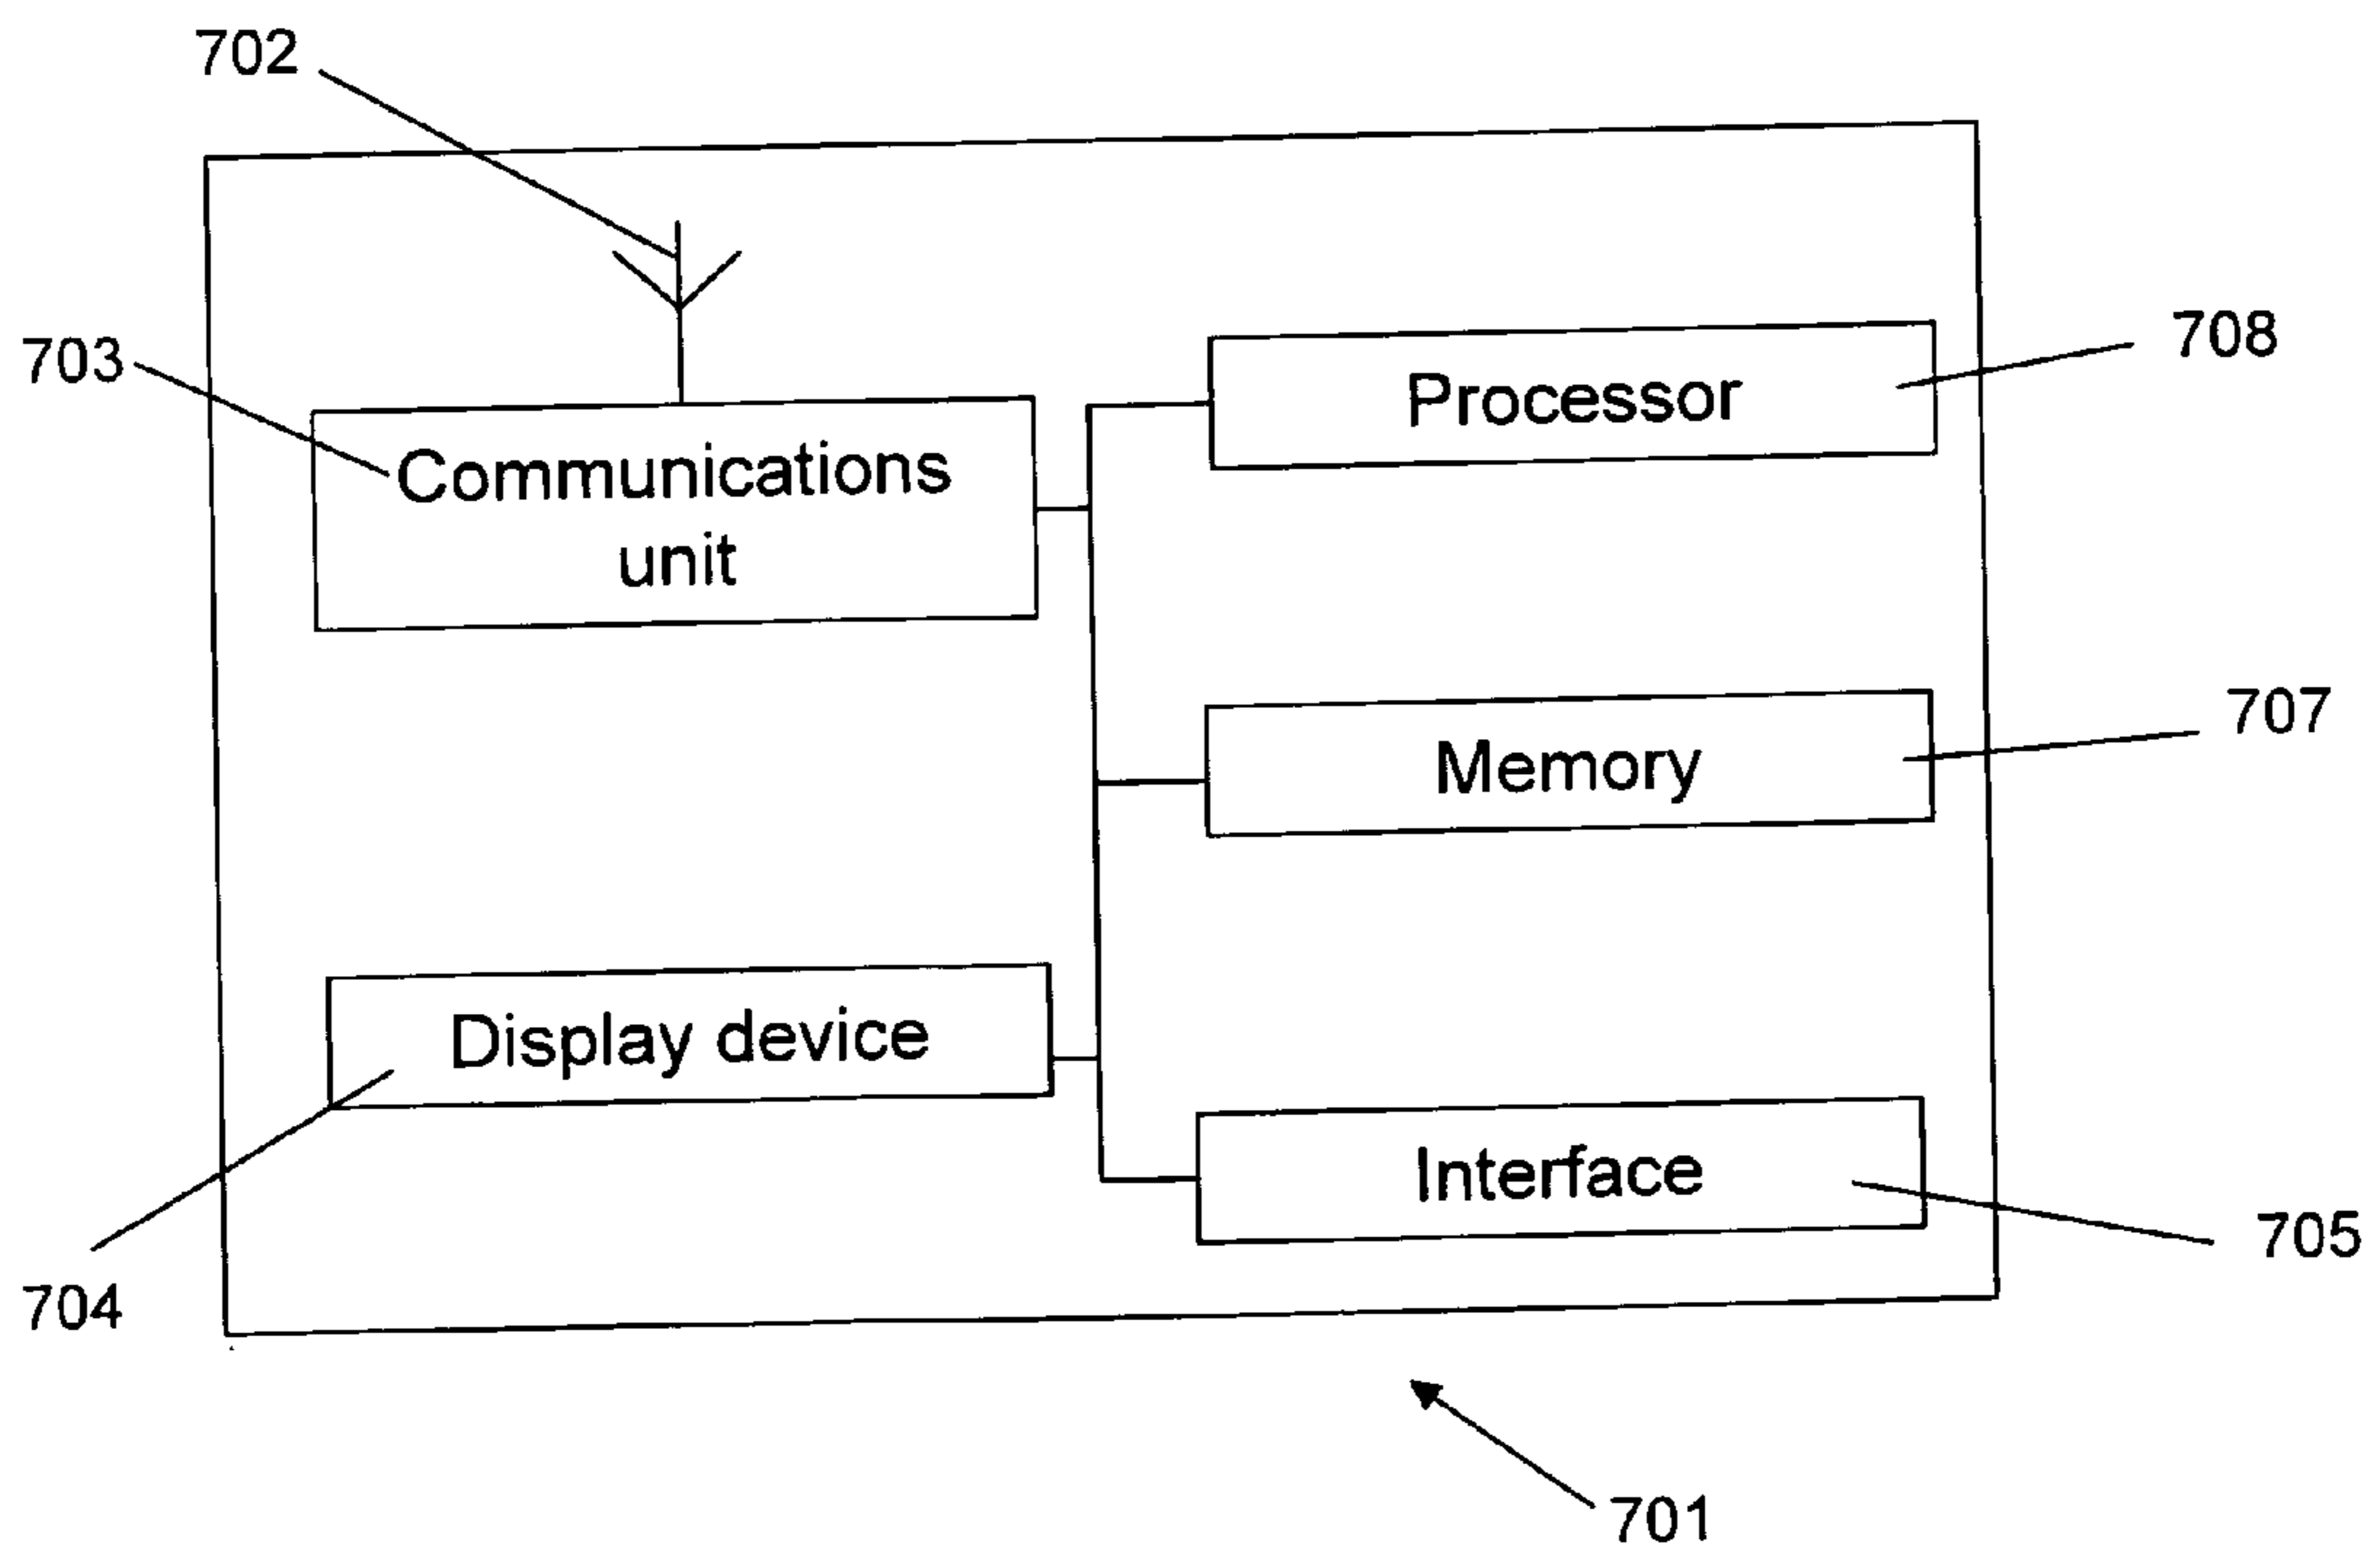 702
703
Communications
unit
Processor
708
Memory
707
Display device
704
Interface
705
701